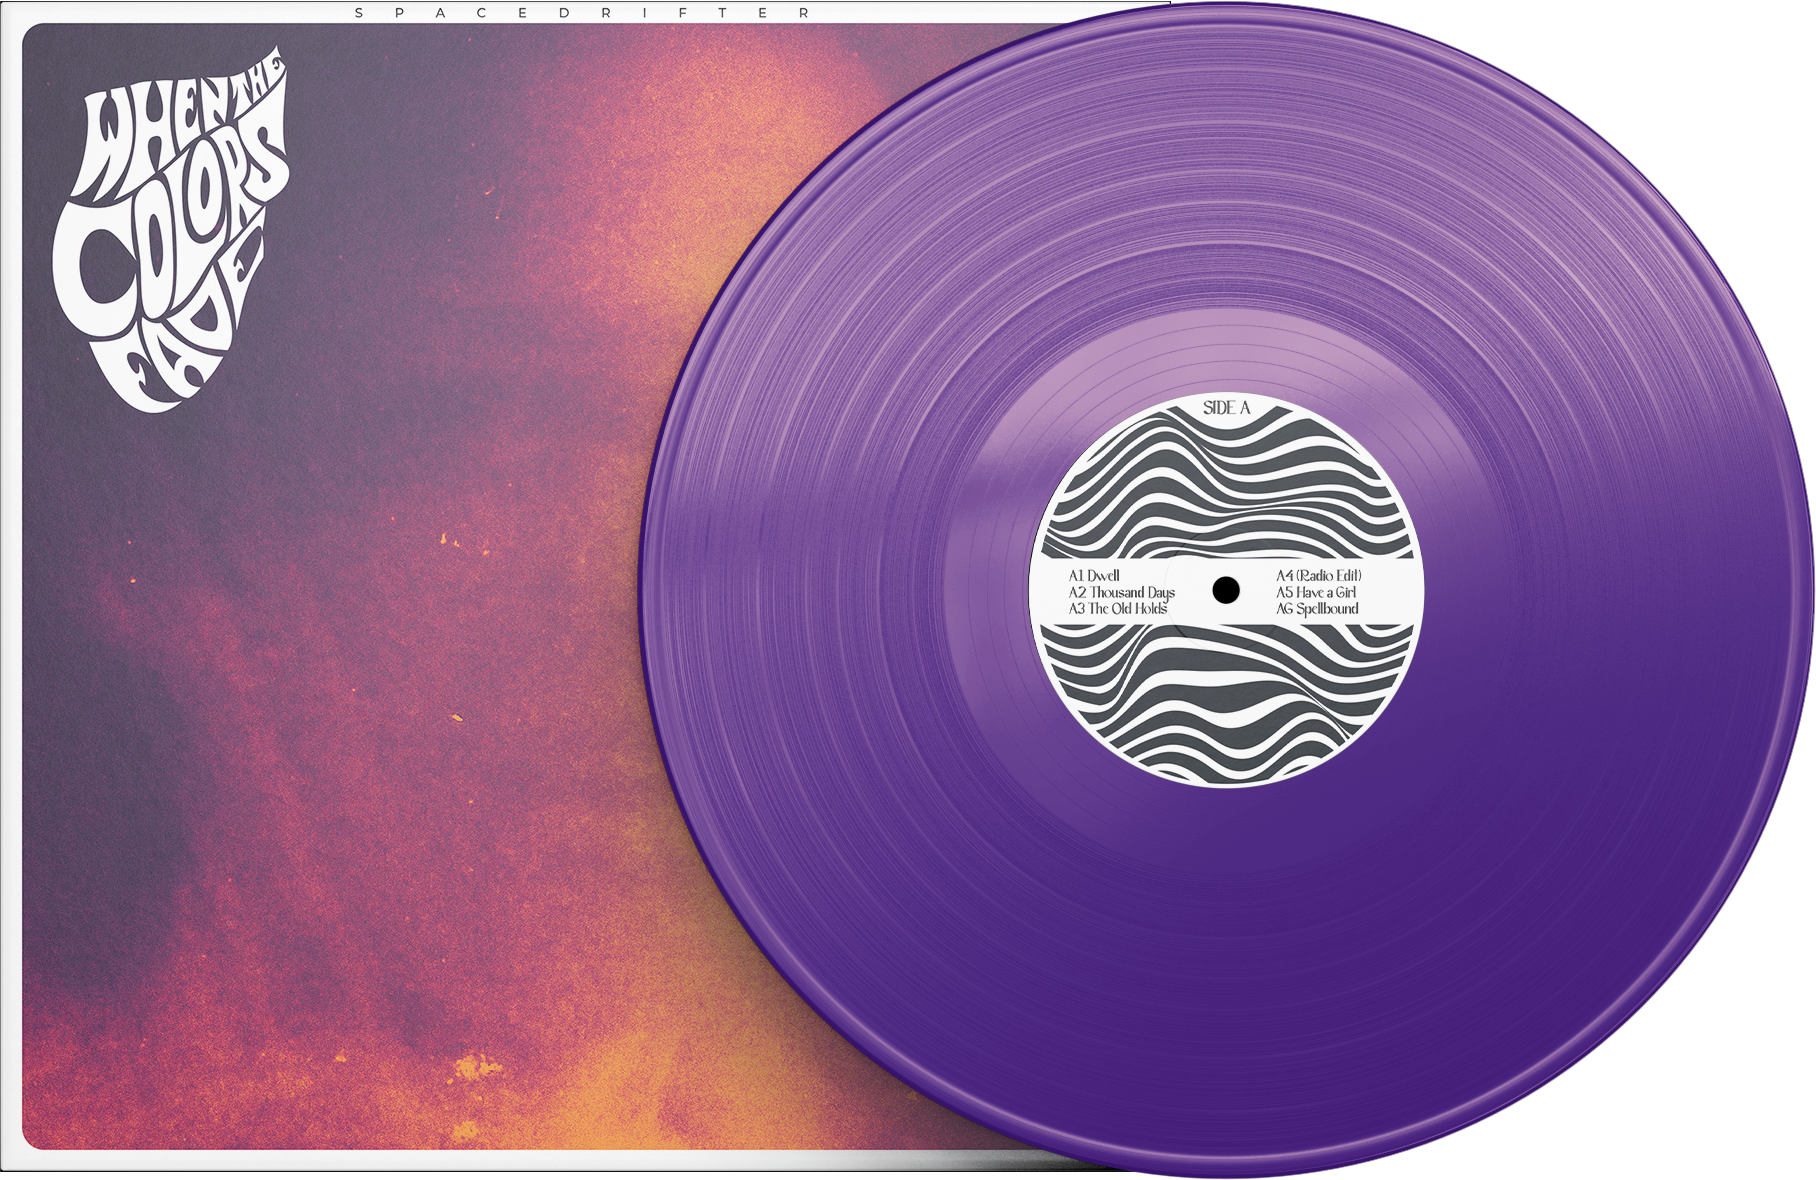 SPACEDRIFTER
WHEN THE
COLORS
FADE
SIDE A
A1 Dwell
A2 Thousand Days
A3 The Old Holds
A4 (Radio Edit)
A5 Have a Girl
A6 Spellbound